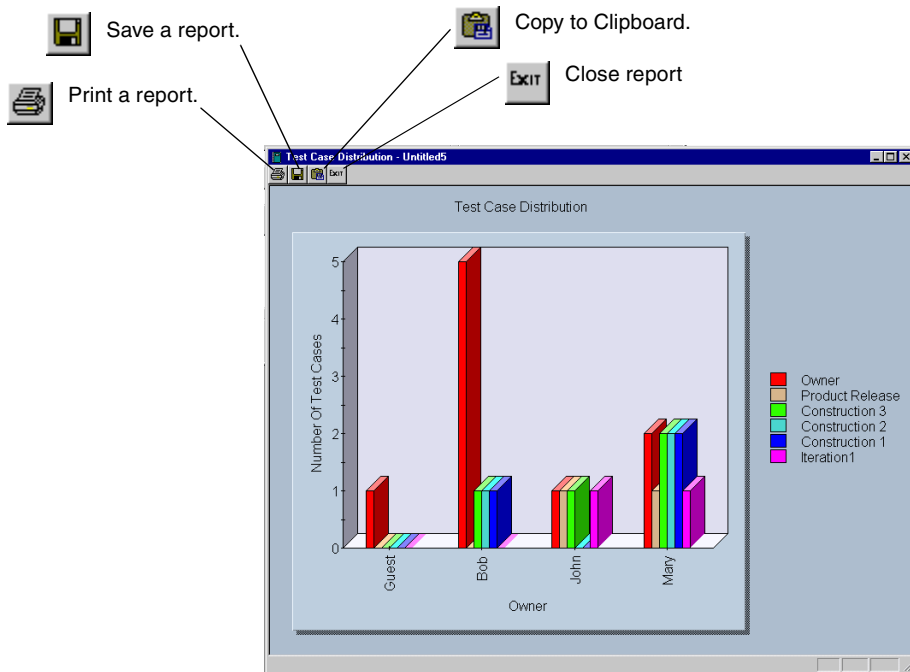 Save a report.
Copy to Clipboard.
EXIT
Close report
Print a report.
Test Case Distribution - Untitled5
EXIT
Test Case Distribution
Number Of Test Cases
5
4
3
2
1
0
Guest
Bob
John
Mary
Owner
Owner
Product Release
Construction 3
Construction 2
Construction 1
Iteration1